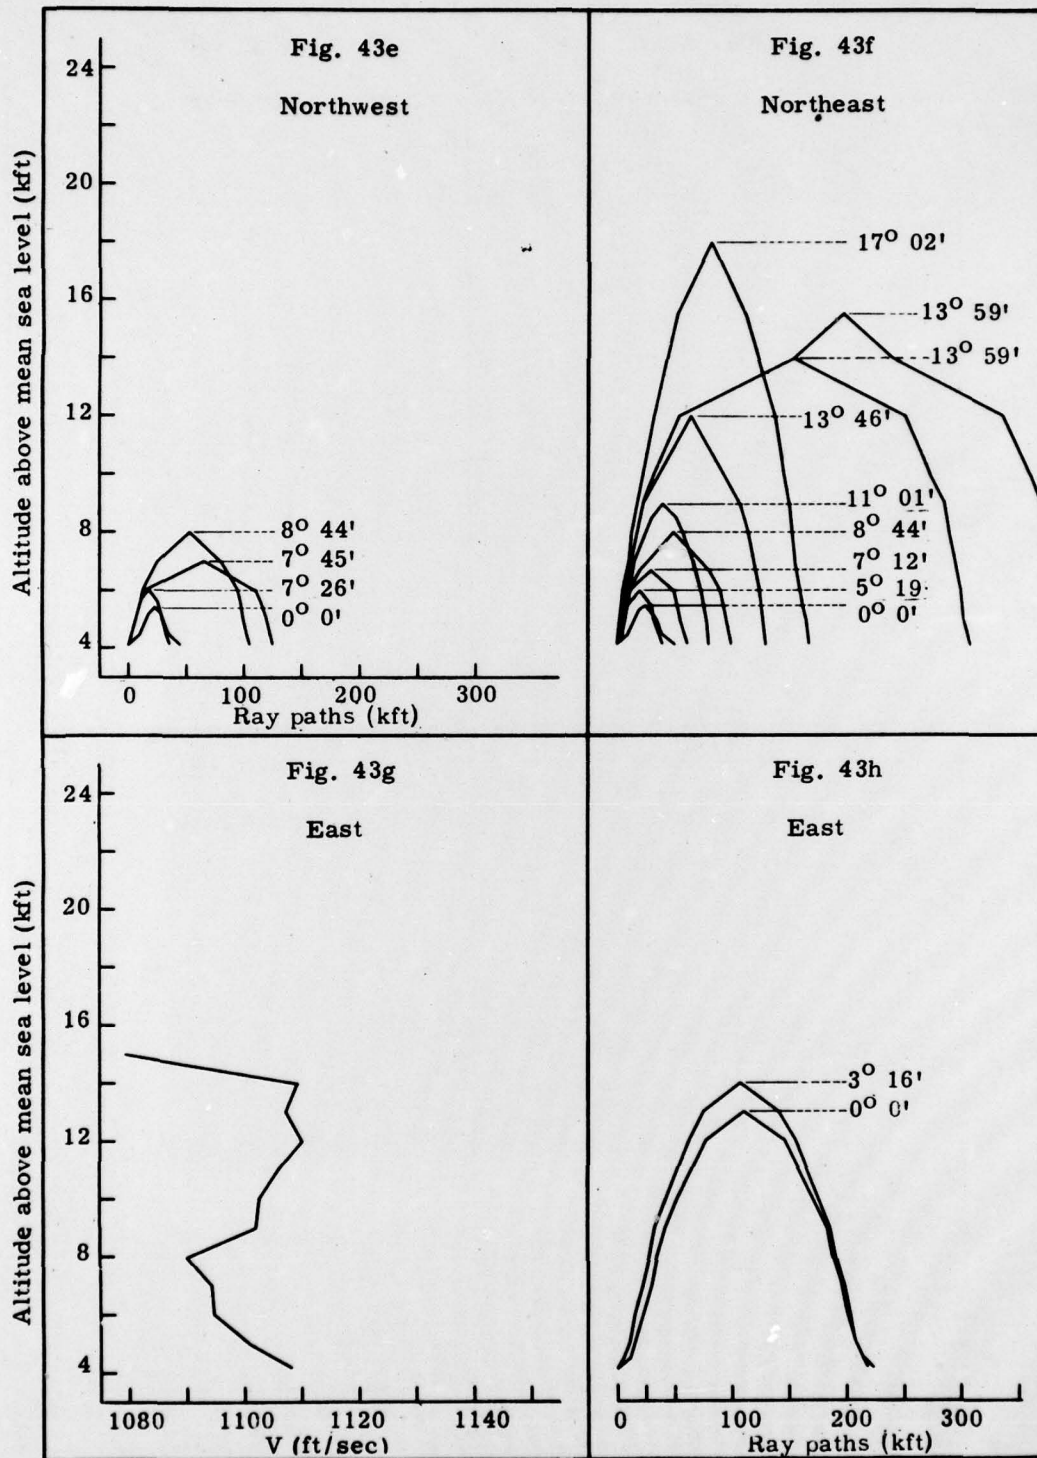 Fig. 43e
Northwest
Altitude above mean sea level (kft)
24
20
16
12
8
4
8° 44'
7° 45'
7° 26'
0° 0'
0 100 200 300
Ray paths (kft)
Fig. 43f
Northeast
17° 02'
13° 59'
13° 59'
13° 46'
11° 01'
8° 44'
7° 12'
5° 19
0° 0'
Fig. 43g
East
Altitude above mean sea level (kft)
24
20
16
12
8
4
1080 1100 1120 1140
V (ft/sec)
Fig. 43h
East
3° 16'
0° 0'
0 100 200 300
Ray paths (kft)